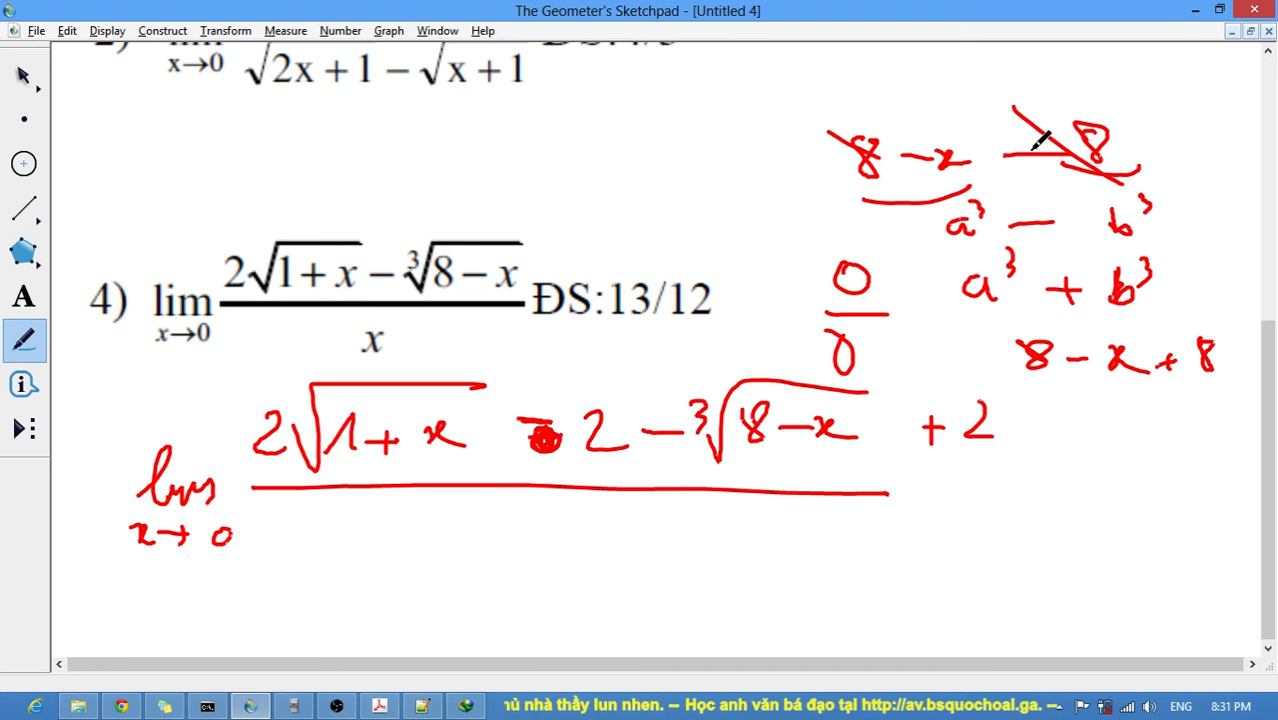 The Geometer's Sketchpad - [Untitled 4]
File Edit Display Construct Transform Measure Number Graph Window Help
x→0 √2x + 1 − √x + 1
8 − x − 8
a³ − b³
4) lim x→0 (2√1 + x − ³√8 − x)/x ĐS:13/12
0/0
a³ + b³
8 − x + 8
lim x→0 2√1 + x − 2 − ³√8 − x + 2
A
ủ nhà thầy lun nhen. -- Học anh văn bá đạo tại http://av.bsquochoai.ga. --
ENG 8:31 PM